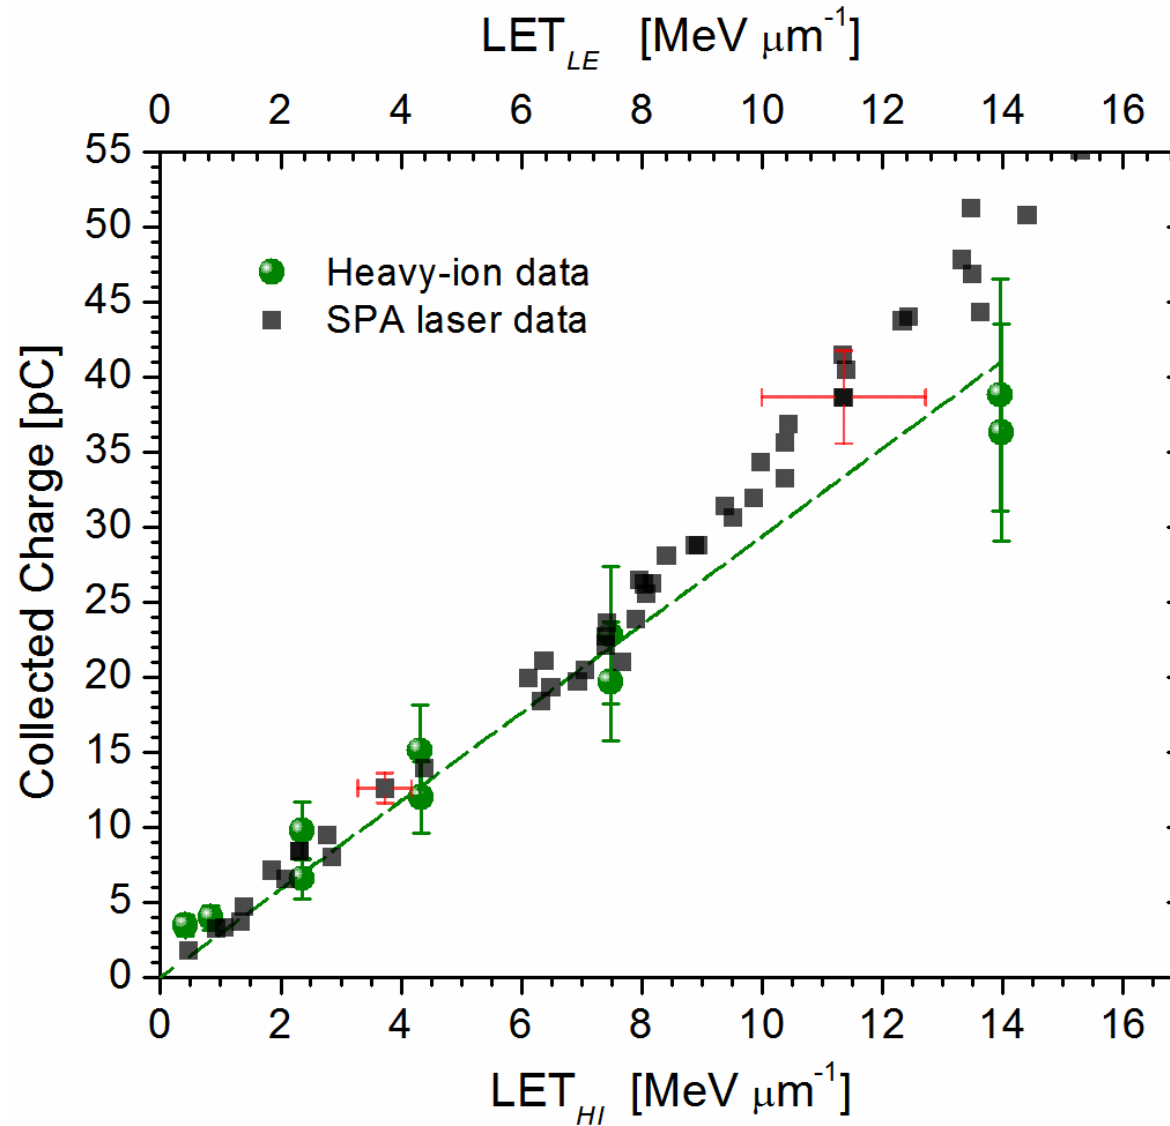 LET_LE [MeV μm⁻¹]
0 2 4 6 8 10 12 14 16
55
50
Heavy-ion data
SPA laser data
45
40
35
30
25
20
15
10
5
0
Collected Charge [pC]
0 2 4 6 8 10 12 14 16
LET_HI [MeV μm⁻¹]